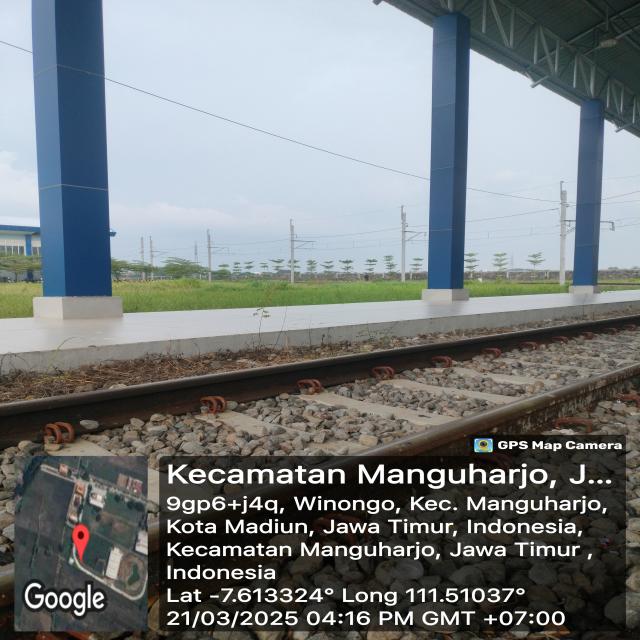 GPS Map Camera
Kecamatan Manguharjo, J...
9gp6+j4q, Winongo, Kec. Manguharjo,
Kota Madiun, Jawa Timur, Indonesia,
Kecamatan Manguharjo, Jawa Timur ,
Indonesia
Lat -7.613324° Long 111.51037°
21/03/2025 04:16 PM GMT +07:00
Google